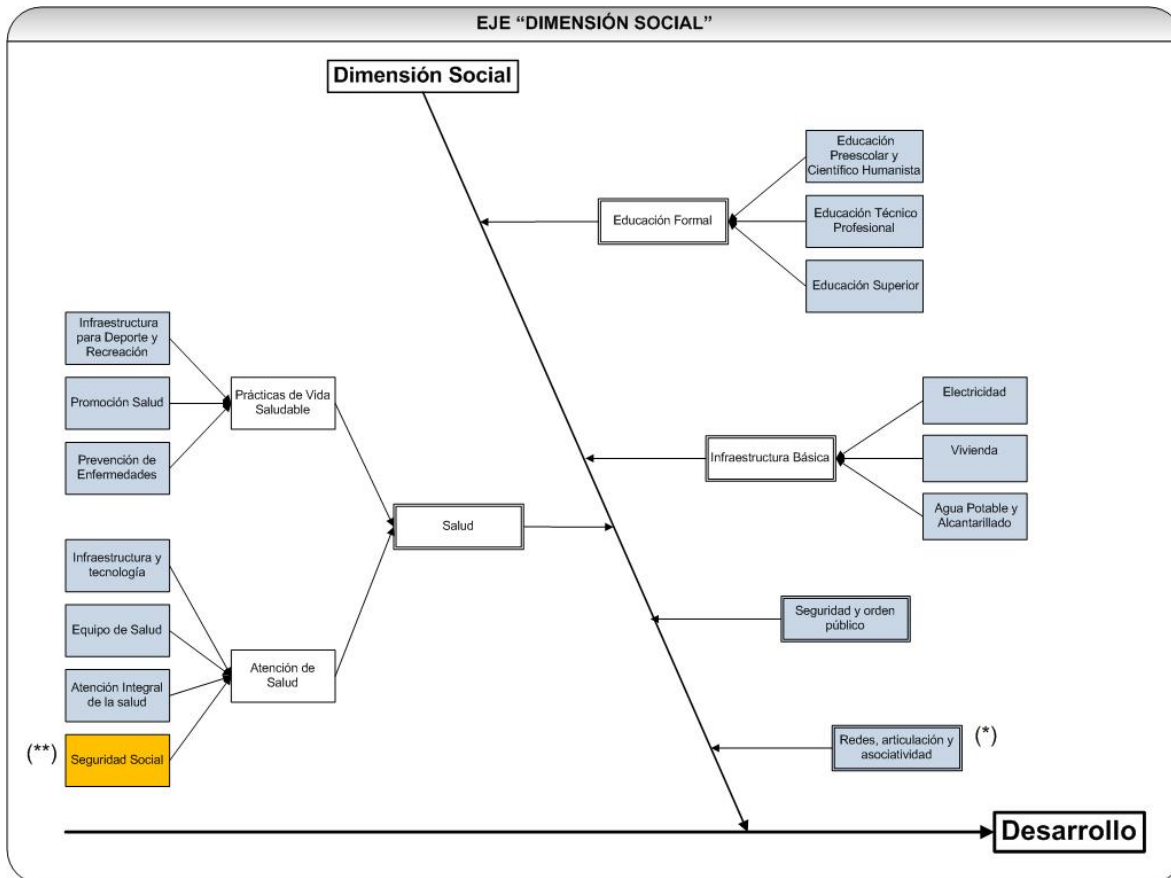 EJE “DIMENSIÓN SOCIAL”
Dimensión Social
Educación
Preescolar y
Científico Humanista
Educación Formal
Educación Técnico
Profesional
Educación Superior
Infraestructura
para Deporte y
Recreación
Promoción Salud
Prácticas de Vida
Saludable
Prevención de
Enfermedades
Electricidad
Infraestructura Básica
Vivienda
Agua Potable y
Alcantarillado
Salud
Infraestructura y
tecnología
Equipo de Salud
Atención de
Salud
Atención Integral
de la salud
(**)
Seguridad Social
Seguridad y orden
público
Redes, articulación y
asociatividad
(*)
Desarrollo